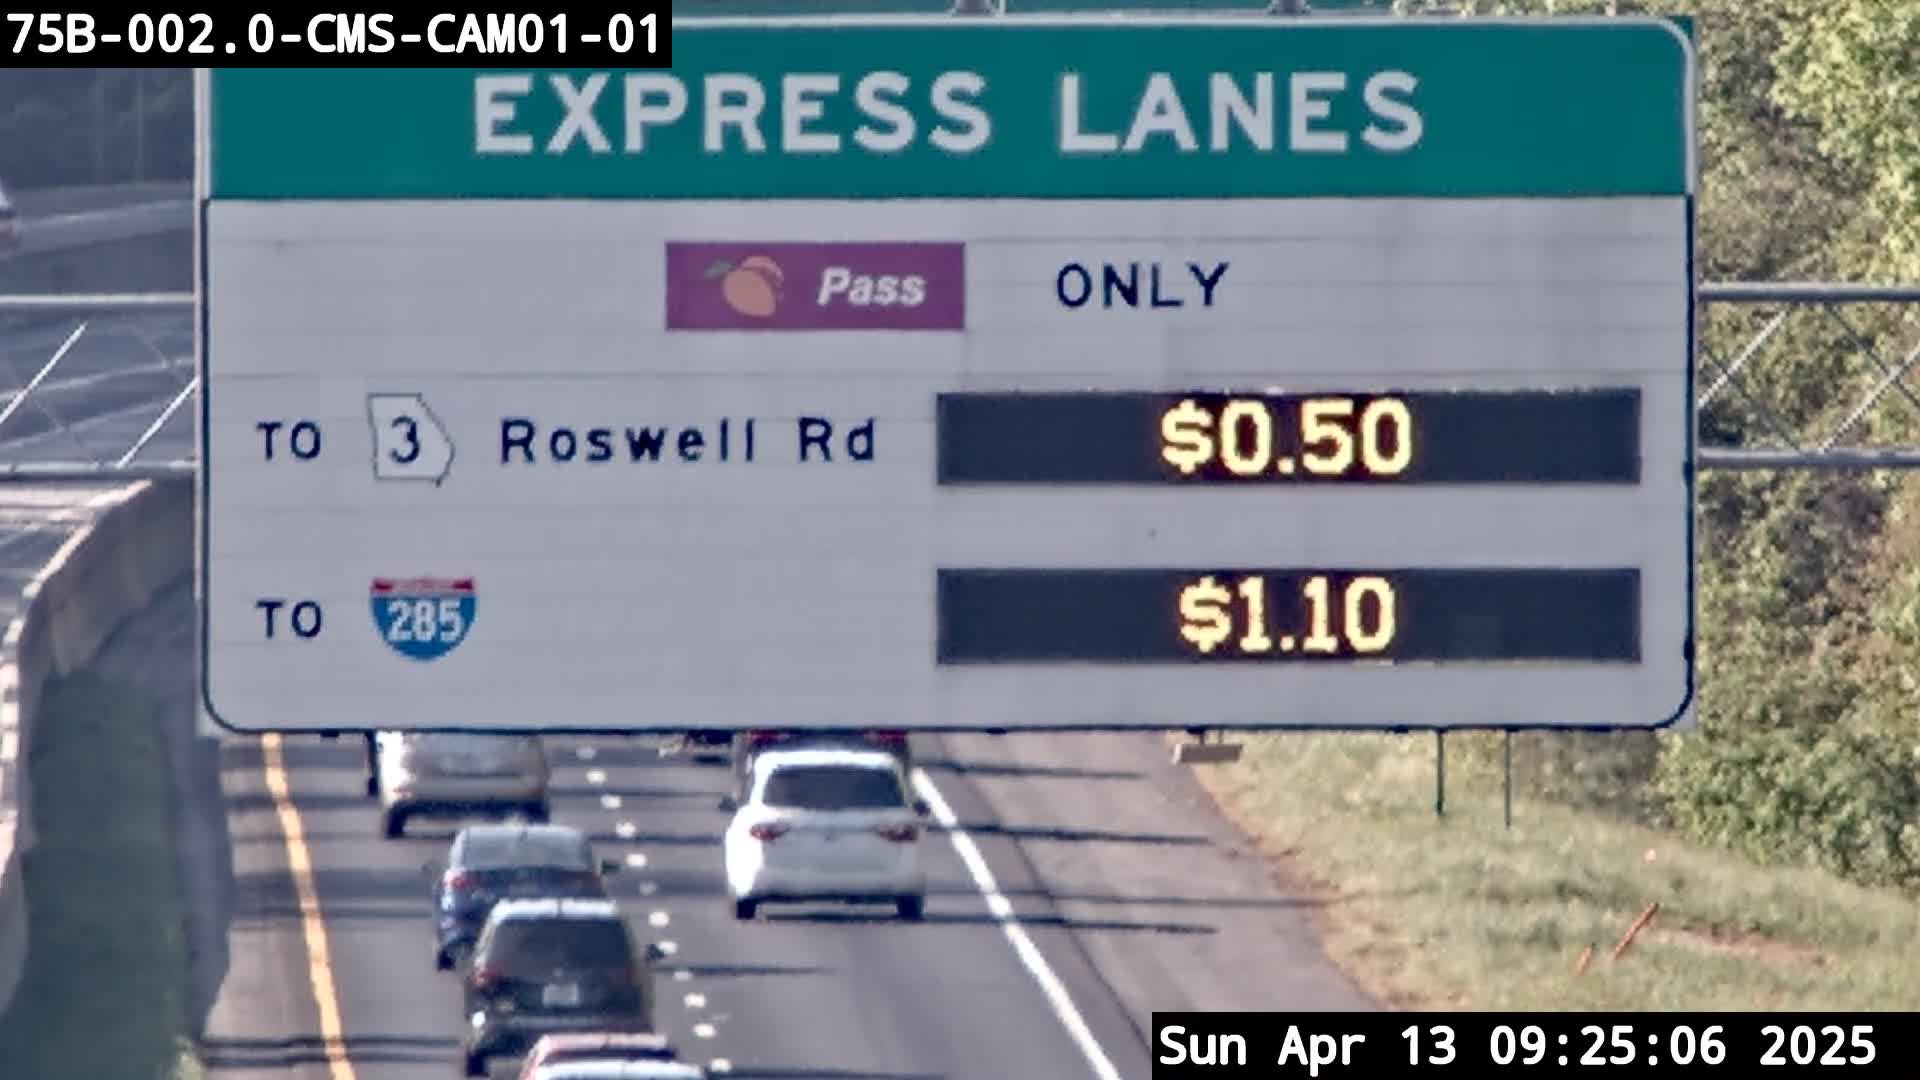 75B-002.0-CMS-CAM01-01
EXPRESS LANES
Pass ONLY
TO 3 Roswell Rd $0.50
TO 285 $1.10
Sun Apr 13 09:25:06 2025